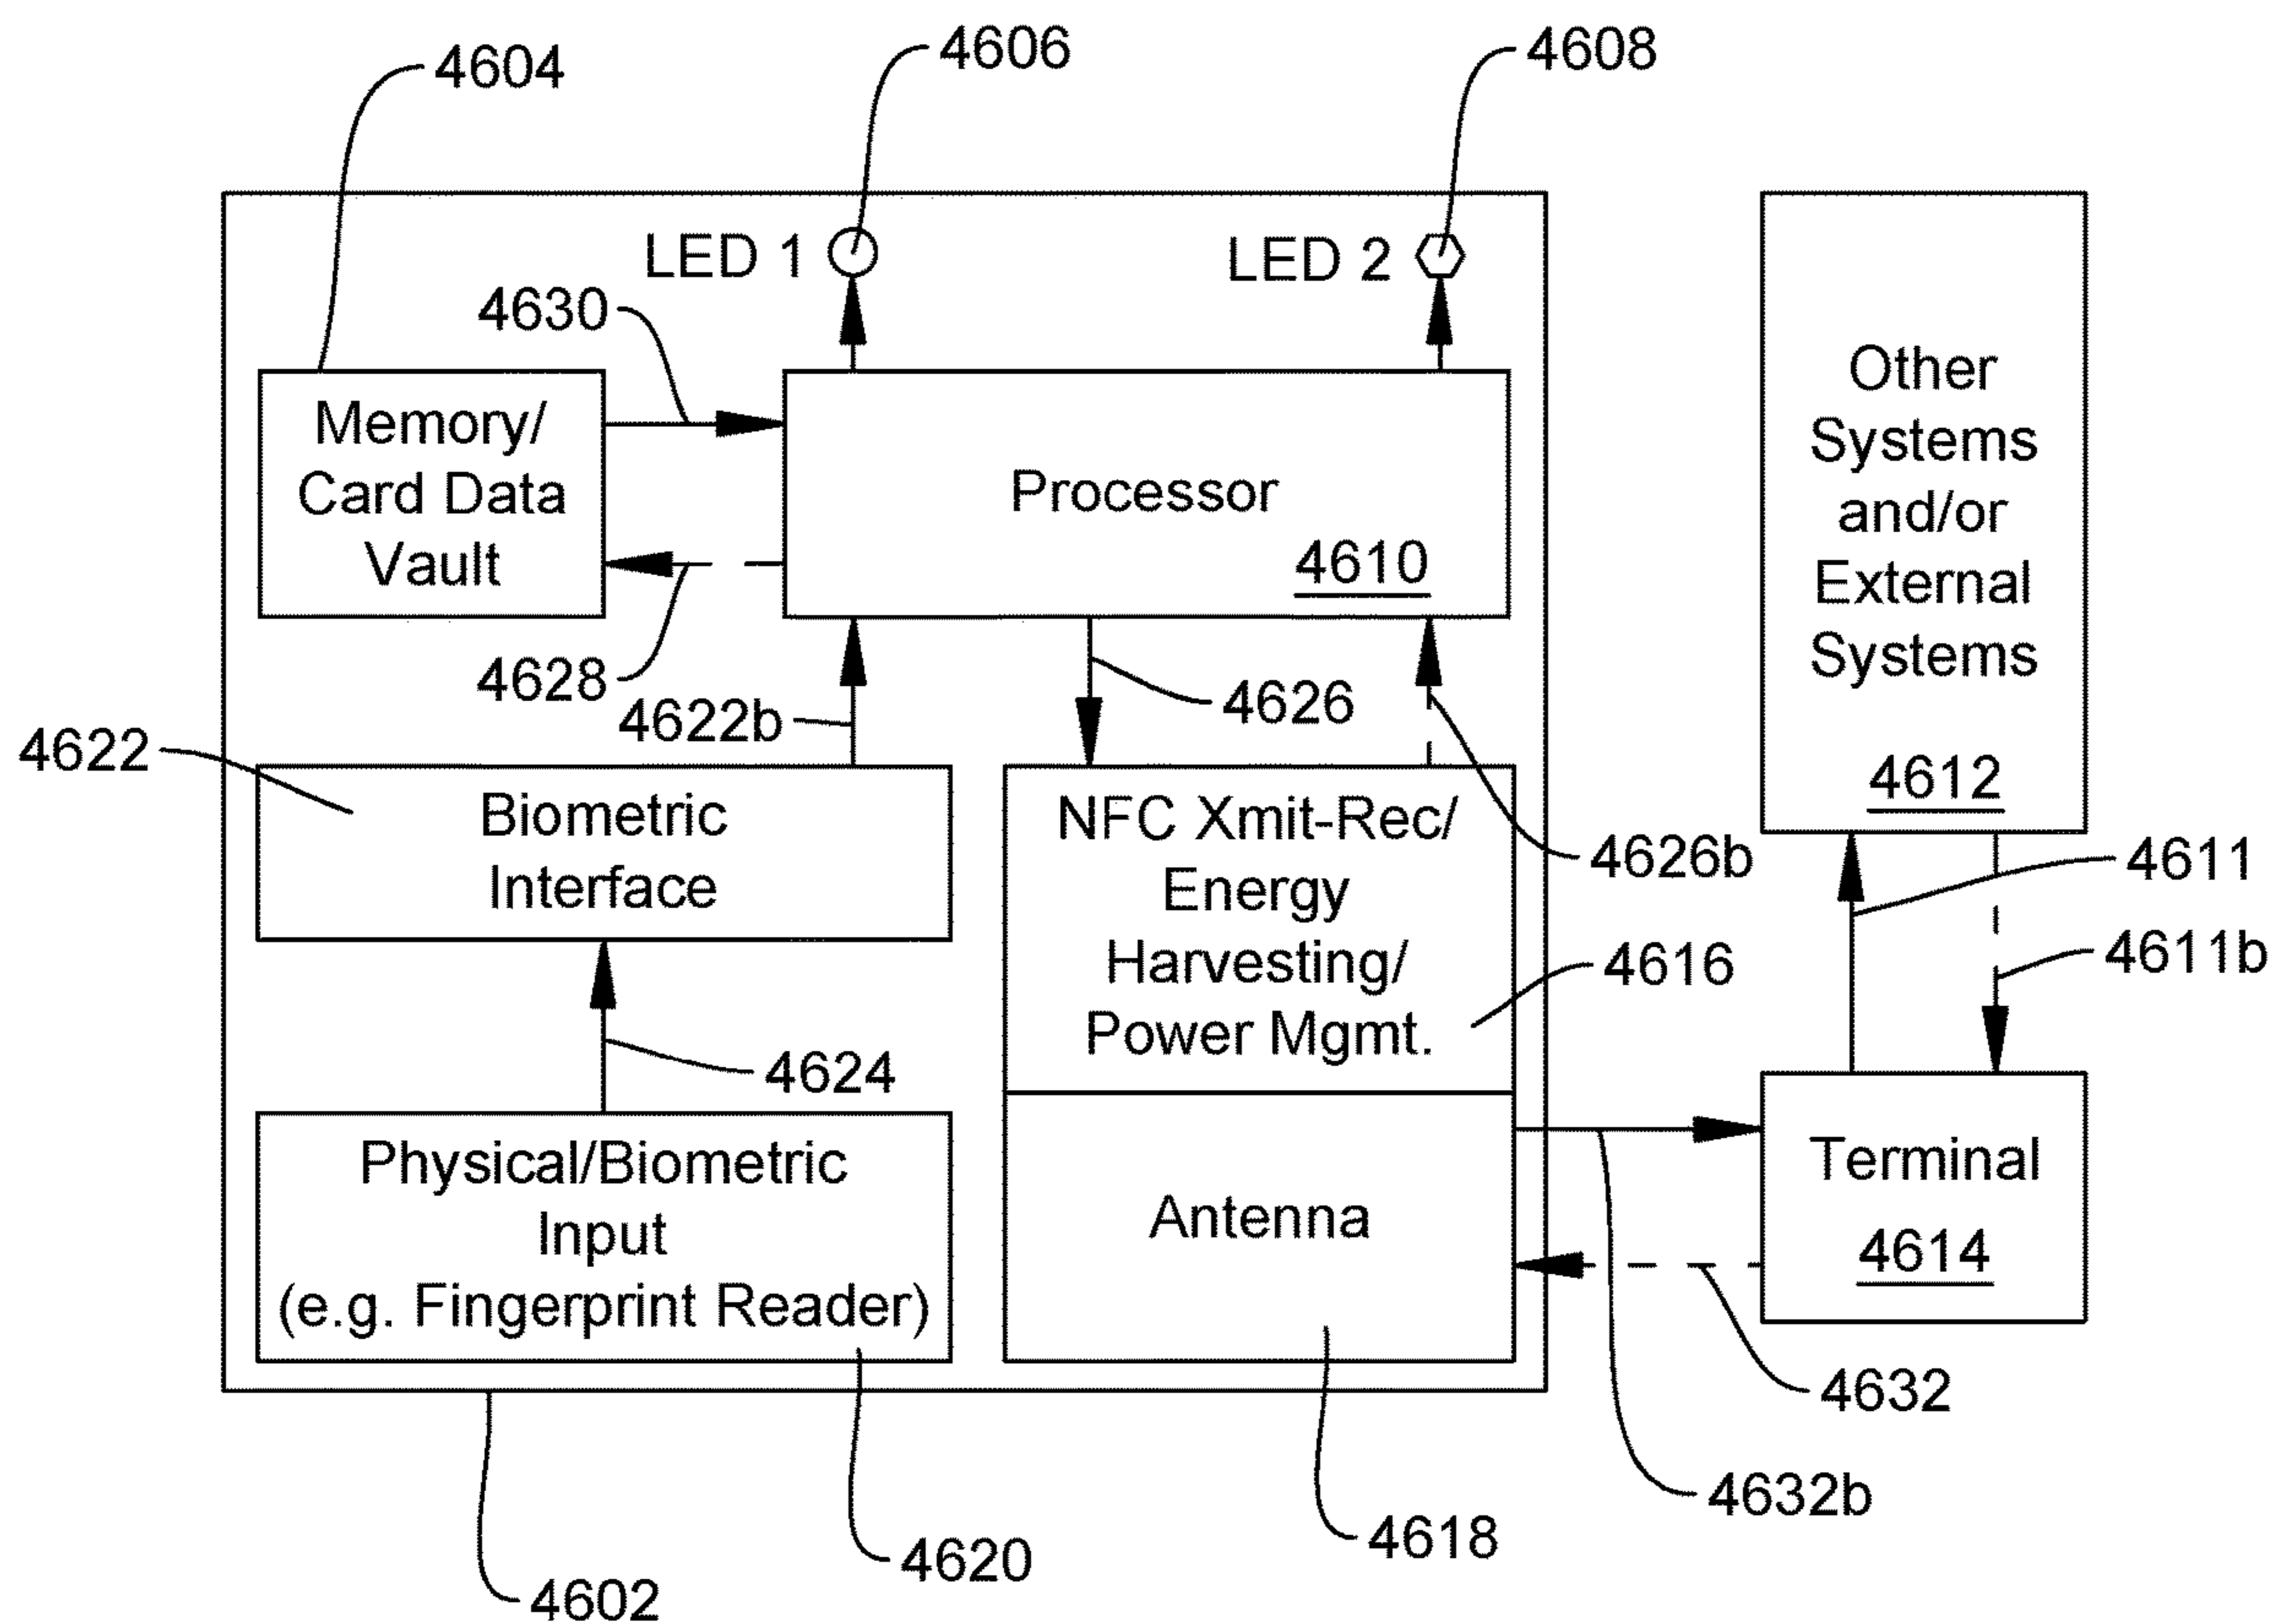 4604
4606
4608
LED 1
LED 2
4630
Memory/
Card Data
Vault
Processor
4610
Other
Systems
and/or
External
Systems
4612
4628
4622b
4626
4622
Biometric
Interface
NFC Xmit-Rec/
Energy
Harvesting/
Power Mgmt.
4626b
4611
4611b
4616
4624
Physical/Biometric
Input
(e.g. Fingerprint Reader)
Antenna
Terminal
4614
4632
4632b
4618
4620
4602